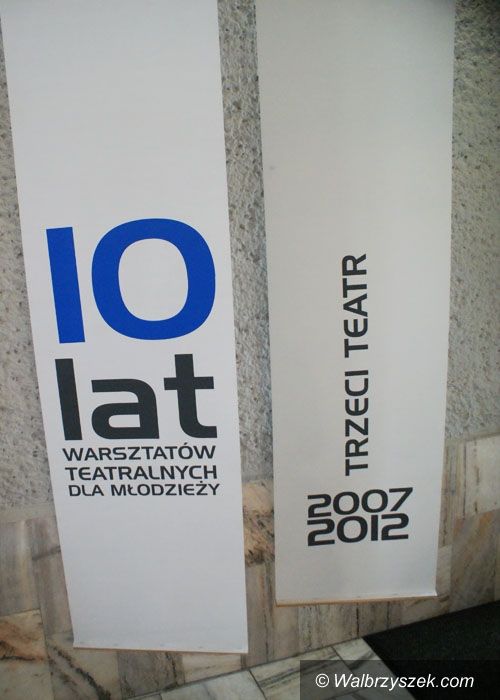 10
lat
WARSZTATÓW
TEATRALNYCH
DLA MŁODZIEŻY
TRZECI TEATR
2007
2012
© Walbrzyszek.com